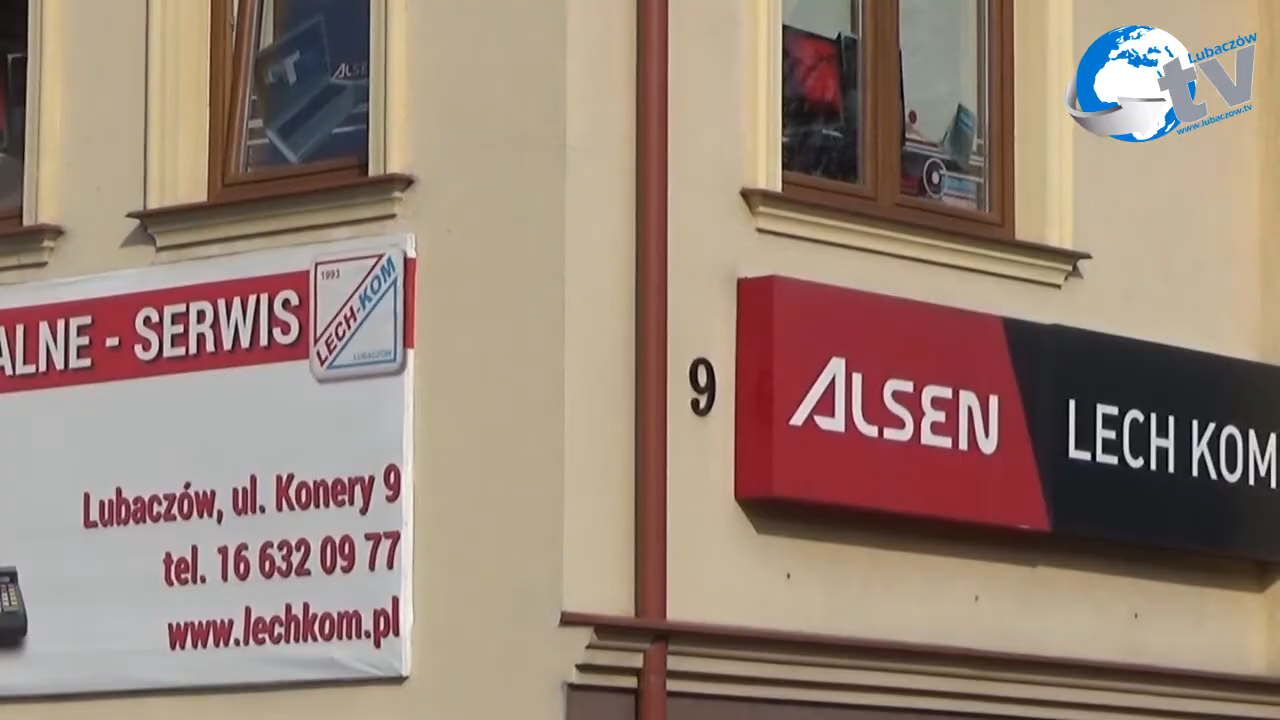 ALSE
Lubaczów
tv
www.lubaczow.tv
ALNE - SERWIS
1993
LECH-KOM
LUBACZÓW
Lubaczów, ul. Konery 9
tel. 16 632 09 77
www.lechkom.pl
9
ALSEN
LECH KOM